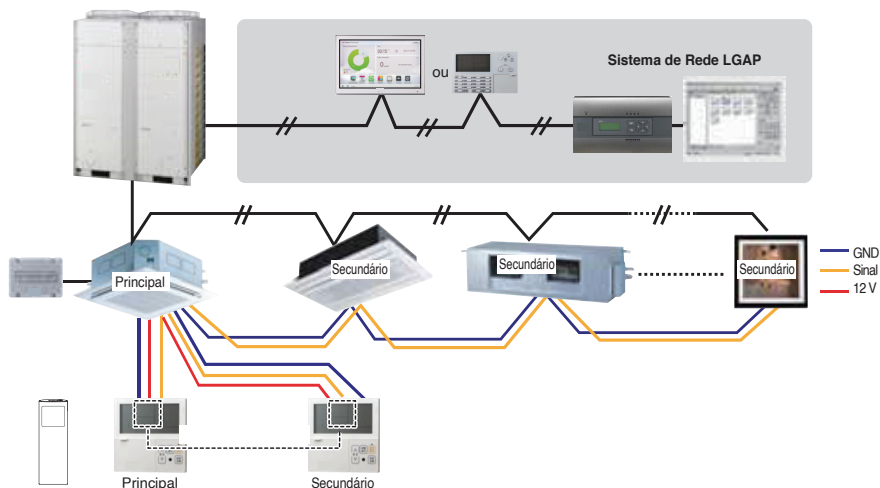 Sistema de Rede LGAP
ou
Principal
Secundário
Secundário
Secundário
GND
Sinal
12 V
Principal
Secundário